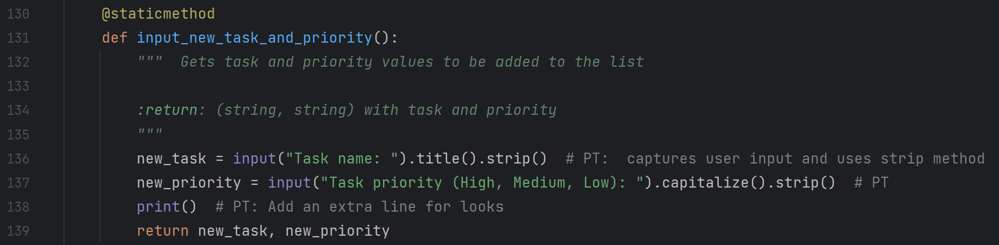 130 @staticmethod
131 def input_new_task_and_priority():
132 """  Gets task and priority values to be added to the list
133
134 :return: (string, string) with task and priority
135 """
136 new_task = input("Task name: ").title().strip()  # PT:  captures user input and uses strip method
137 new_priority = input("Task priority (High, Medium, Low): ").capitalize().strip()  # PT
138 print()  # PT: Add an extra line for looks
139 return new_task, new_priority